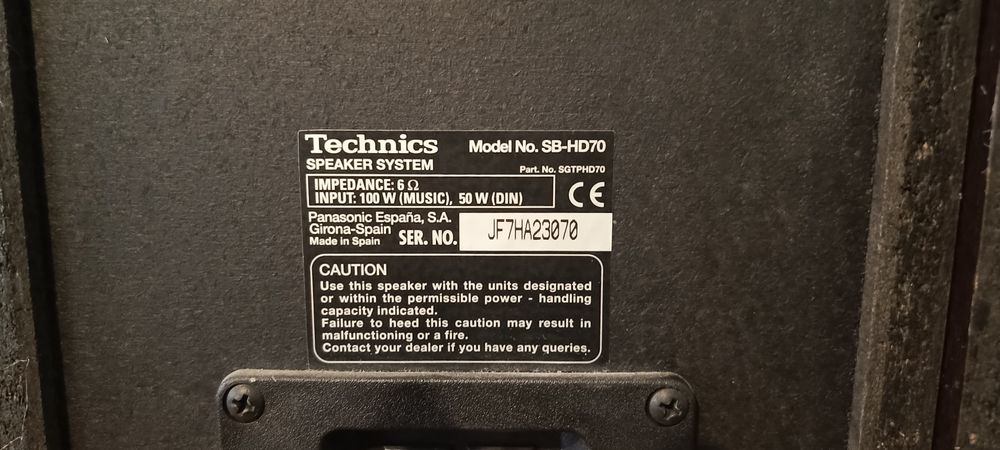 Technics Model No. SB-HD70
SPEAKER SYSTEM Part. No. SGTPHD70
IMPEDANCE: 6 Ω
INPUT: 100 W (MUSIC), 50 W (DIN)
CE
Panasonic España, S.A.
Girona-Spain
Made in Spain SER. NO. JF7HA23070
CAUTION
Use this speaker with the units designated
or within the permissible power - handling
capacity indicated.
Failure to heed this caution may result in
malfunctioning or a fire.
Contact your dealer if you have any queries.